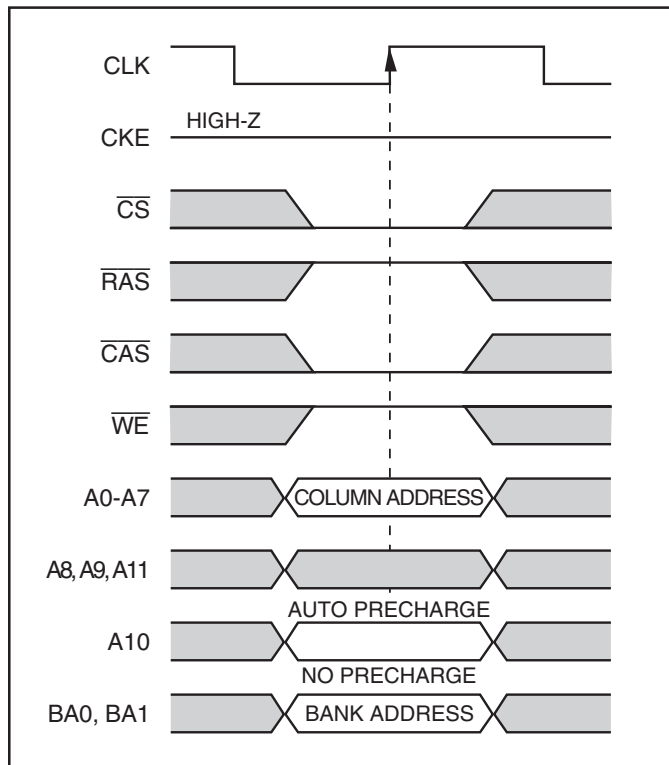 CLK
CKE HIGH-Z
CS
RAS
CAS
WE
A0-A7 COLUMN ADDRESS
A8, A9, A11
AUTO PRECHARGE
A10
NO PRECHARGE
BA0, BA1 BANK ADDRESS